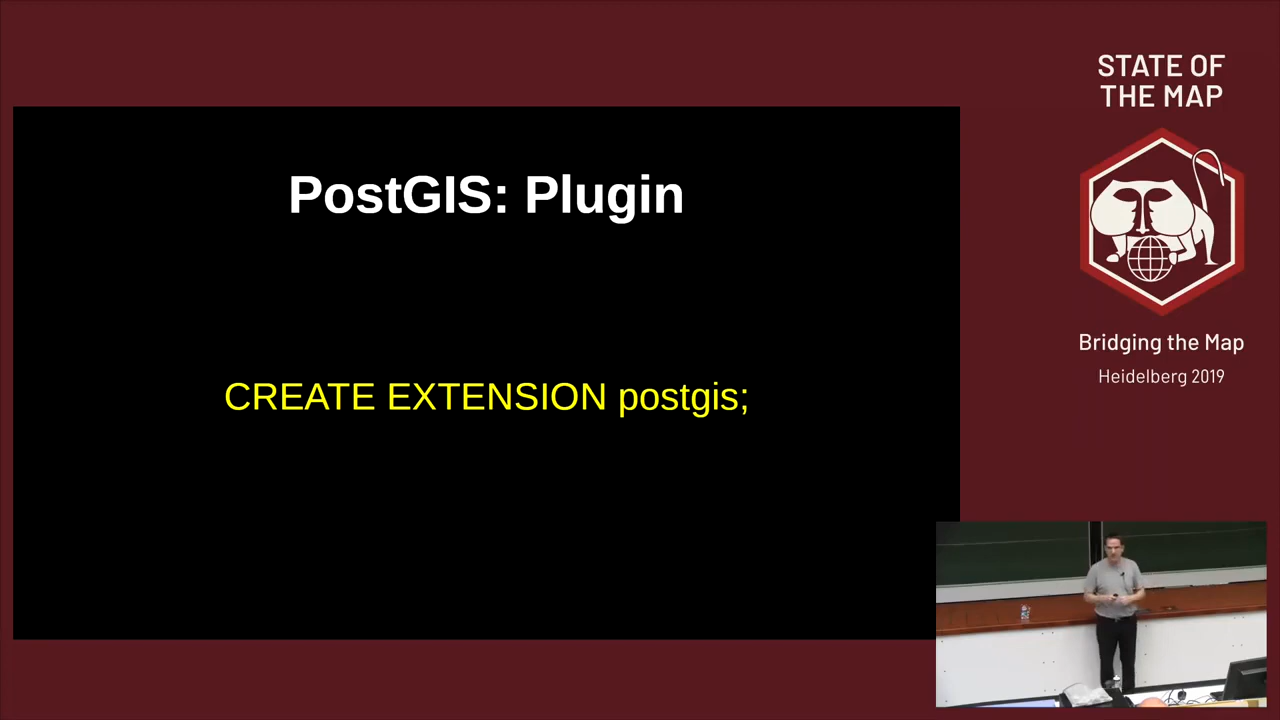 PostGIS: Plugin
CREATE EXTENSION postgis;
STATE OF
THE MAP
Bridging the Map
Heidelberg 2019